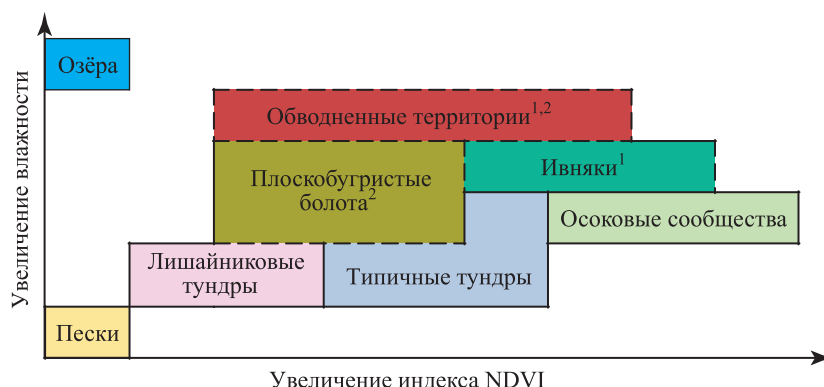 Озёра
Обводненные территории1,2
Ивняки1
Плоскобугристые
болота2
Осоковые сообщества
Лишайниковые
тундры
Типичные тундры
Пески
Увеличение влажности
Увеличение индекса NDVI